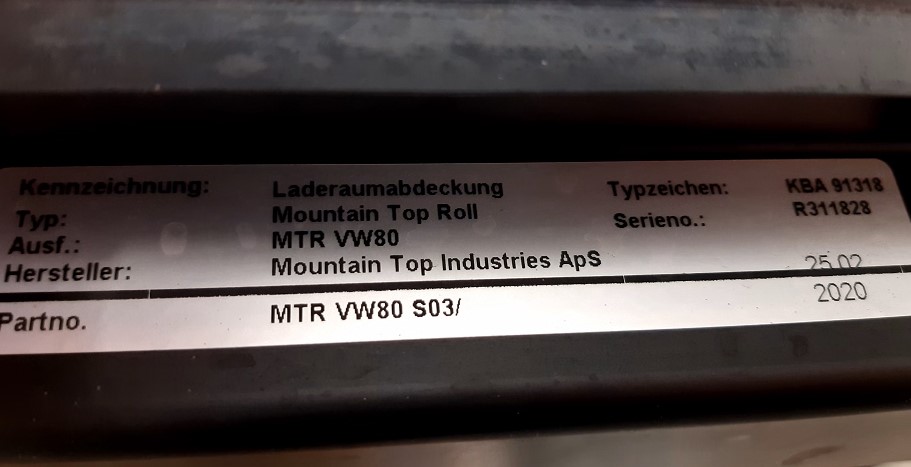 Kennzeichnung: Laderaumabdeckung Typzeichen: KBA 91318
Typ: Mountain Top Roll Serieno.: R311828
Ausf.: MTR VW80
Hersteller: Mountain Top Industries ApS 25.02
Partno. MTR VW80 S03/ 2020